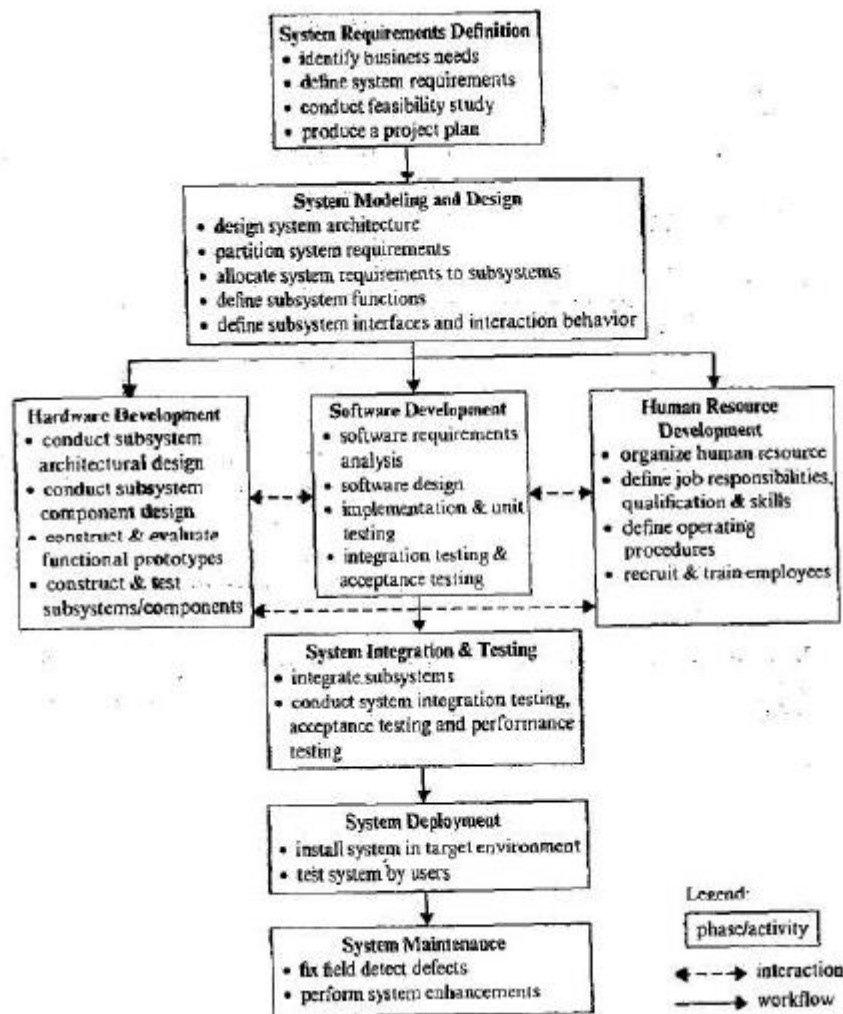 System Requirements Definition
• identify business needs
• define system requirements
• conduct feasibility study
• produce a project plan
System Modeling and Design
• design system architecture
• partition system requirements
• allocate system requirements to subsystems
• define subsystem functions
• define subsystem interfaces and interaction behavior
Hardware Development
• conduct subsystem
architectural design
• conduct subsystem
component design
• construct & evaluate
functional prototypes
• construct & test
subsystems/components
Software Development
• software requirements
analysis
• software design
• implementation & unit
testing
• integration testing &
acceptance testing
Human Resource
Development
• organize human resource
• define job responsibilities,
qualification & skills
• define operating
procedures
• recruit & train employees
System Integration & Testing
• integrate subsystems
• conduct system integration testing,
acceptance testing and performance
testing
System Deployment
• install system in target environment
• test system by users
System Maintenance
• fix field detect defects
• perform system enhancements
Legend:
phase/activity
interaction
workflow